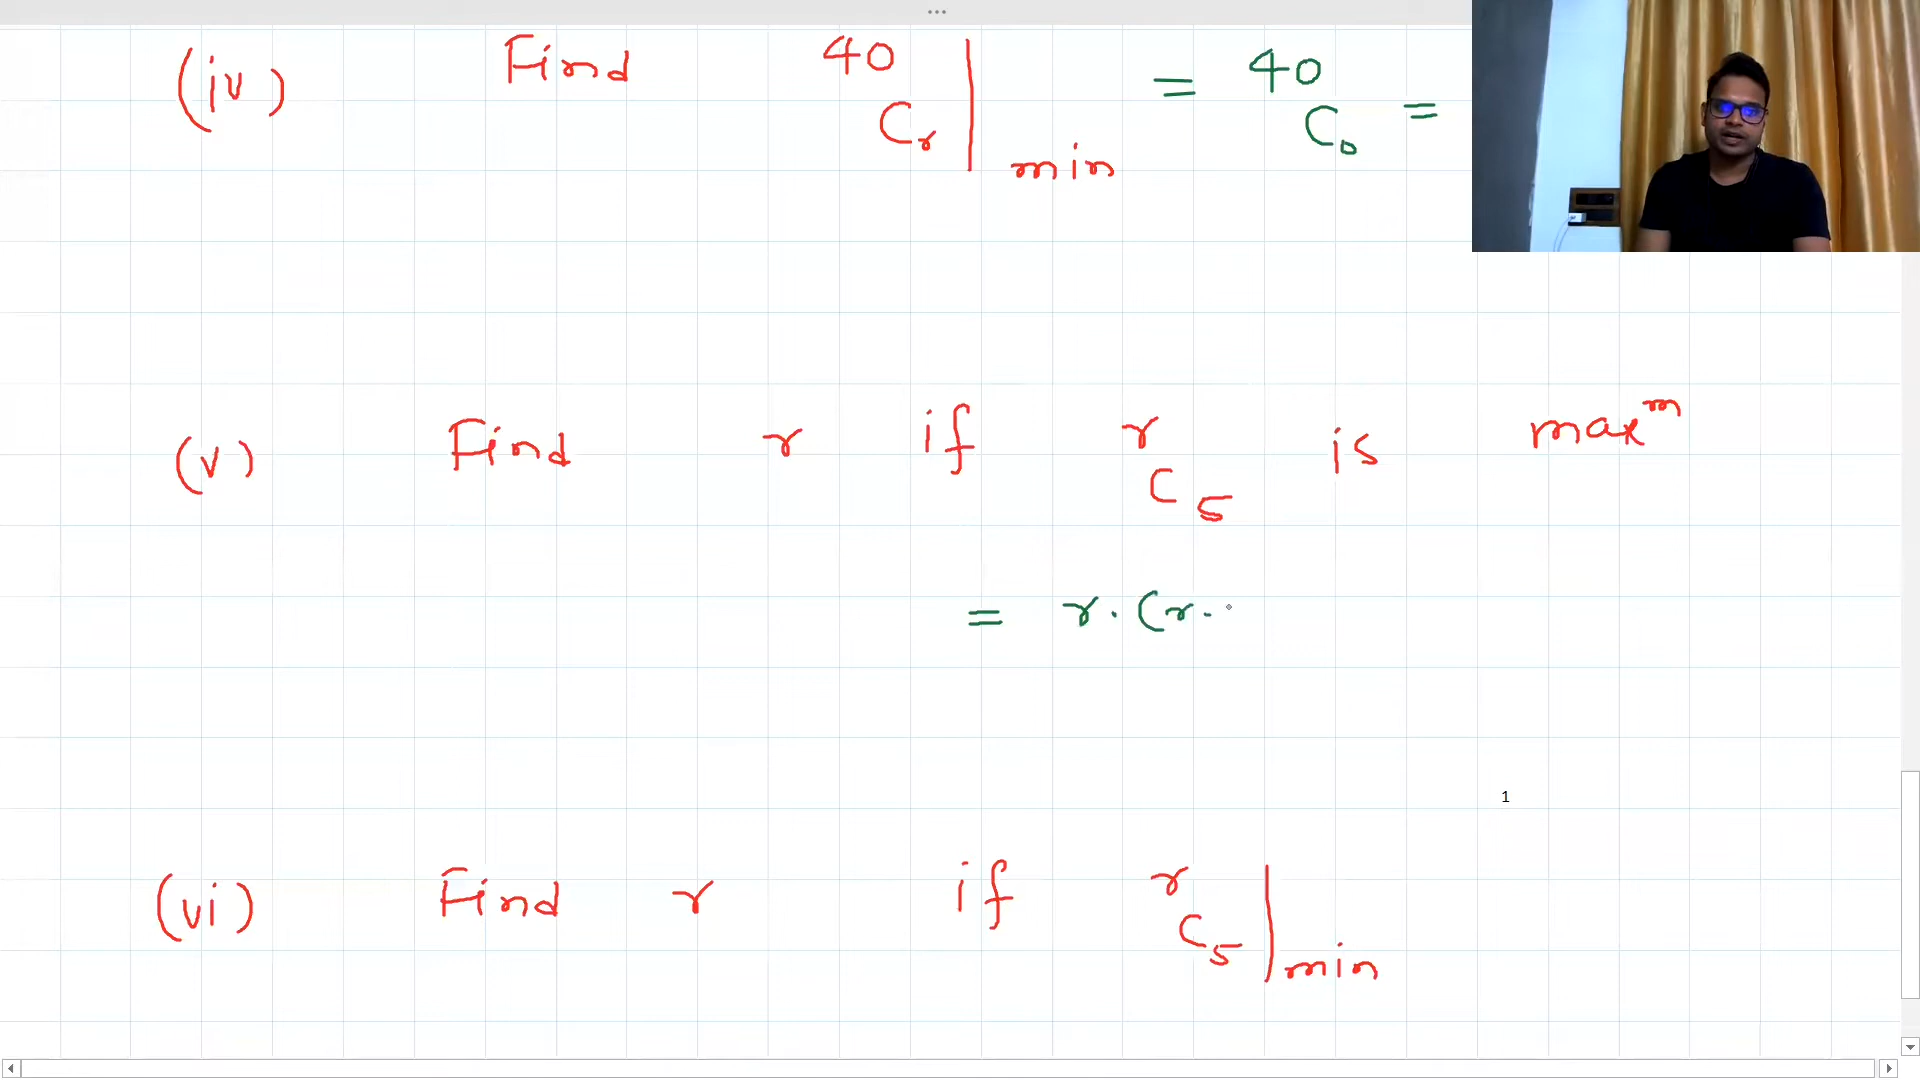 (iv) Find ⁴⁰Cᵣ | min = ⁴⁰C₀ =
(v) Find r if ʳC₅ is maxᵐ
= r. (r.
1
(vi) Find r if ʳC₅ | min